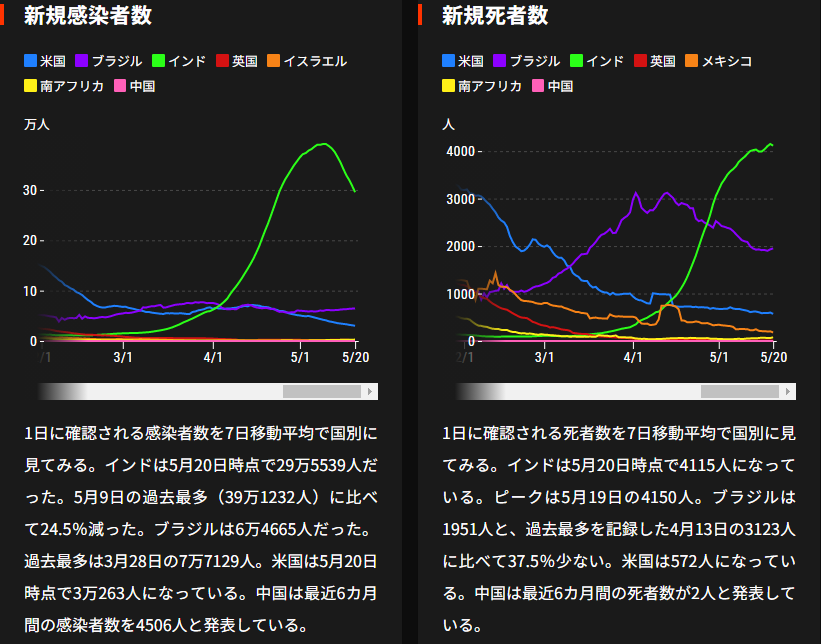 新規感染者数
米国 ブラジル インド 英国 イスラエル
南アフリカ 中国
万人
30
20
10
0
/1 3/1 4/1 5/1 5/20
1日に確認される感染者数を7日移動平均で国別に
見てみる。インドは5月20日時点で29万5539人だ
った。5月9日の過去最多（39万1232人）に比べ
て24.5%減った。ブラジルは6万4665人だった。
過去最多は3月28日の7万7129人。米国は5月20日
時点で3万263人になっている。中国は最近6カ月
間の感染者数を4506人と発表している。
新規死者数
米国 ブラジル インド 英国 メキシコ
南アフリカ 中国
人
4000
3000
2000
1000
0
2/1 3/1 4/1 5/1 5/20
1日に確認される死者数を7日移動平均で国別に見
てみる。インドは5月20日時点で4115人になって
いる。ピークは5月19日の4150人。ブラジルは
1951人と、過去最多を記録した4月13日の3123人
に比べて37.5%少ない。米国は572人になってい
る。中国は最近6カ月間の死者数が2人と発表して
いる。